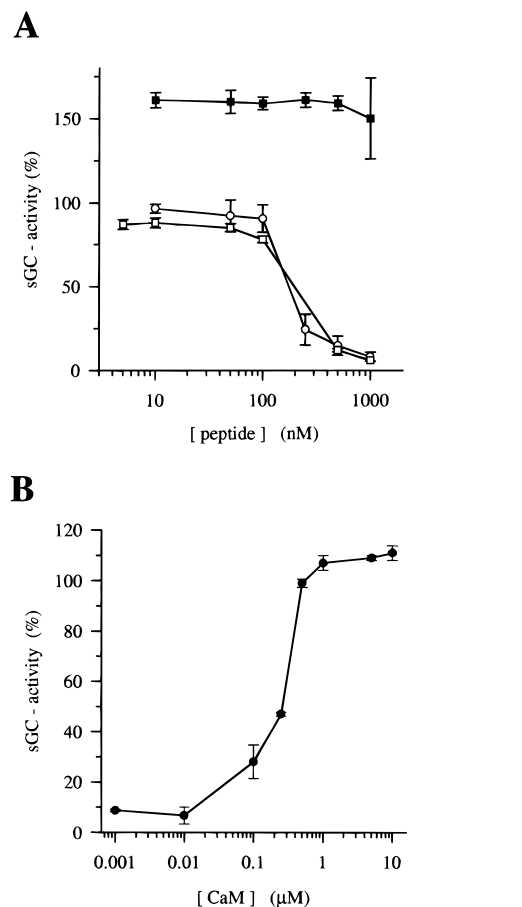 A
150
100
50
0
sGC - activity (%)
10 100 1000
[ peptide ] (nM)
B
120
100
80
60
40
20
0
sGC - activity (%)
0.001 0.01 0.1 1 10
[ CaM ] (μM)